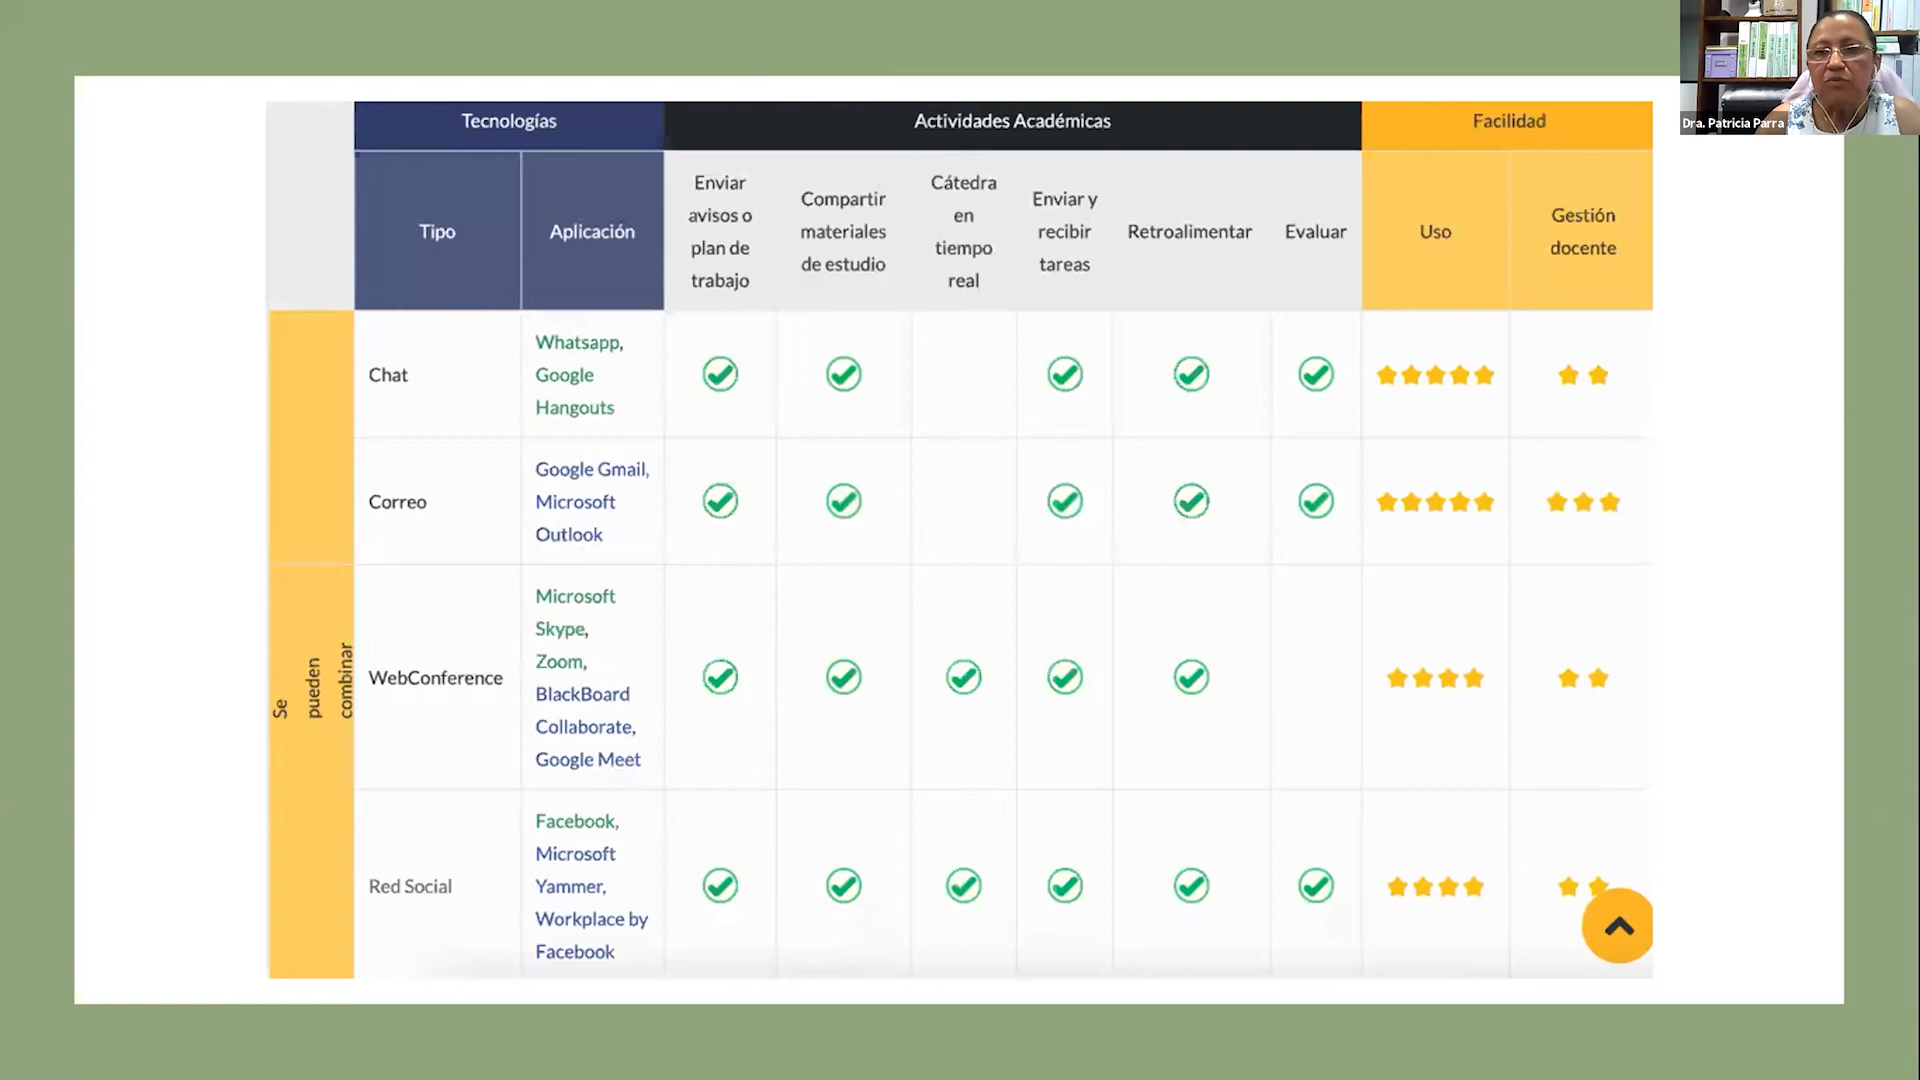 Dra. Patricia Parra
Tecnologías
Actividades Académicas
Facilidad
Tipo
Aplicación
Enviar
avisos o
plan de
trabajo
Compartir
materiales
de estudio
Cátedra
en
tiempo
real
Enviar y
recibir
tareas
Retroalimentar
Evaluar
Uso
Gestión
docente
Se
pueden
combinar
Chat
Whatsapp,
Google
Hangouts
Correo
Google Gmail,
Microsoft
Outlook
WebConference
Microsoft
Skype,
Zoom,
BlackBoard
Collaborate,
Google Meet
Red Social
Facebook,
Microsoft
Yammer,
Workplace by
Facebook